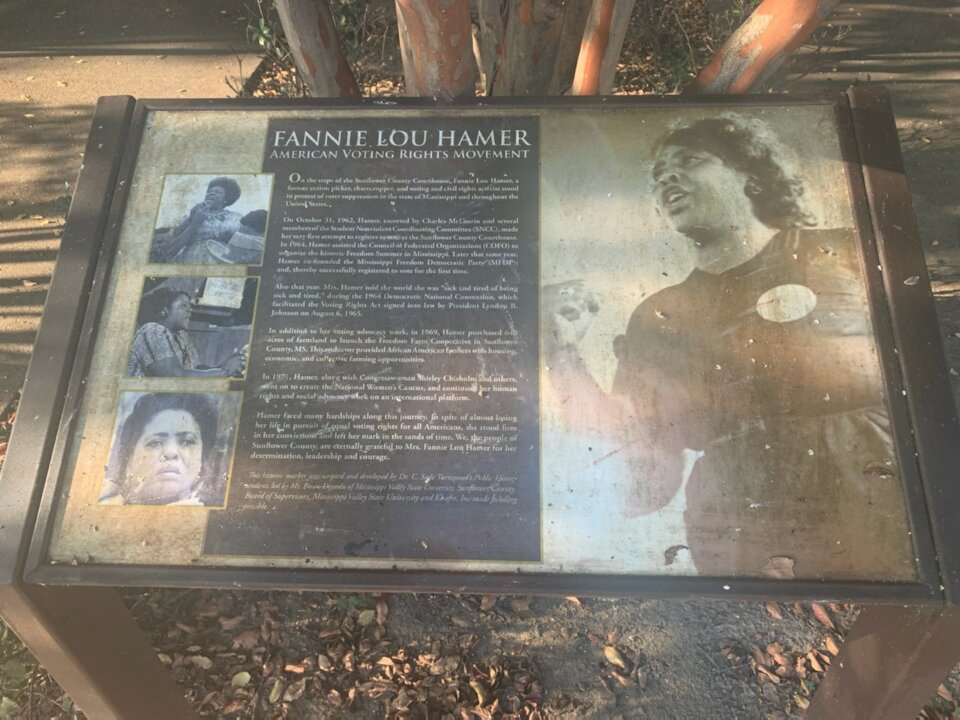 FANNIE LOU HAMER
AMERICAN VOTING RIGHTS MOVEMENT
On the steps of the Sunflower County Courthouse, Fannie Lou Hamer, a
former cotton picker, sharecropper, and voting and civil rights activist stood
in protest of voter suppression in the state of Mississippi and throughout the
United States.
On October 31, 1962, Hamer, escorted by Charles McLaurin and several
members of the Student Nonviolent Coordinating Committee (SNCC), made
her very first attempt to register to vote at the Sunflower County Courthouse.
In 1964, Hamer assisted the Council of Federated Organizations (COFO) to
organize the historic Freedom Summer in Mississippi. Later that same year,
Hamer co-founded the Mississippi Freedom Democratic Party (MFDP);
and, thereby successfully registered to vote for the first time.
Also that year, Mrs. Hamer told the world she was "sick and tired of being
sick and tired," during the 1964 Democratic National Convention, which
facilitated the Voting Rights Act signed into law by President Lyndon B.
Johnson on August 6, 1965.
In addition to her voting advocacy work, in 1969, Hamer purchased
acres of farmland to launch the Freedom Farm Cooperative in Sunflower
County, MS. This endeavor provided African American farmers with housing,
economic, and collective farming opportunities.
In 1971, Hamer, along with Congresswoman Shirley Chisholm and others,
went on to create the National Women's Caucus, and continued her human
rights and social advocacy work on an international platform.
Hamer faced many hardships along this journey. In spite of almost losing
her life in pursuit of equal voting rights for all Americans, she stood firm
in her convictions and left her mark in the sands of time. We, the people of
Sunflower County, are eternally grateful to Mrs. Fannie Lou Hamer for her
determination, leadership and courage.
This historic marker was scripted and developed by Dr. C. Sade Turnipseed's Public History
students led by Mr. Brian of Mississippi Valley State University. Sunflower County
Board of Supervisors, Mississippi Valley State University and Khafre, Inc made funding
possible.